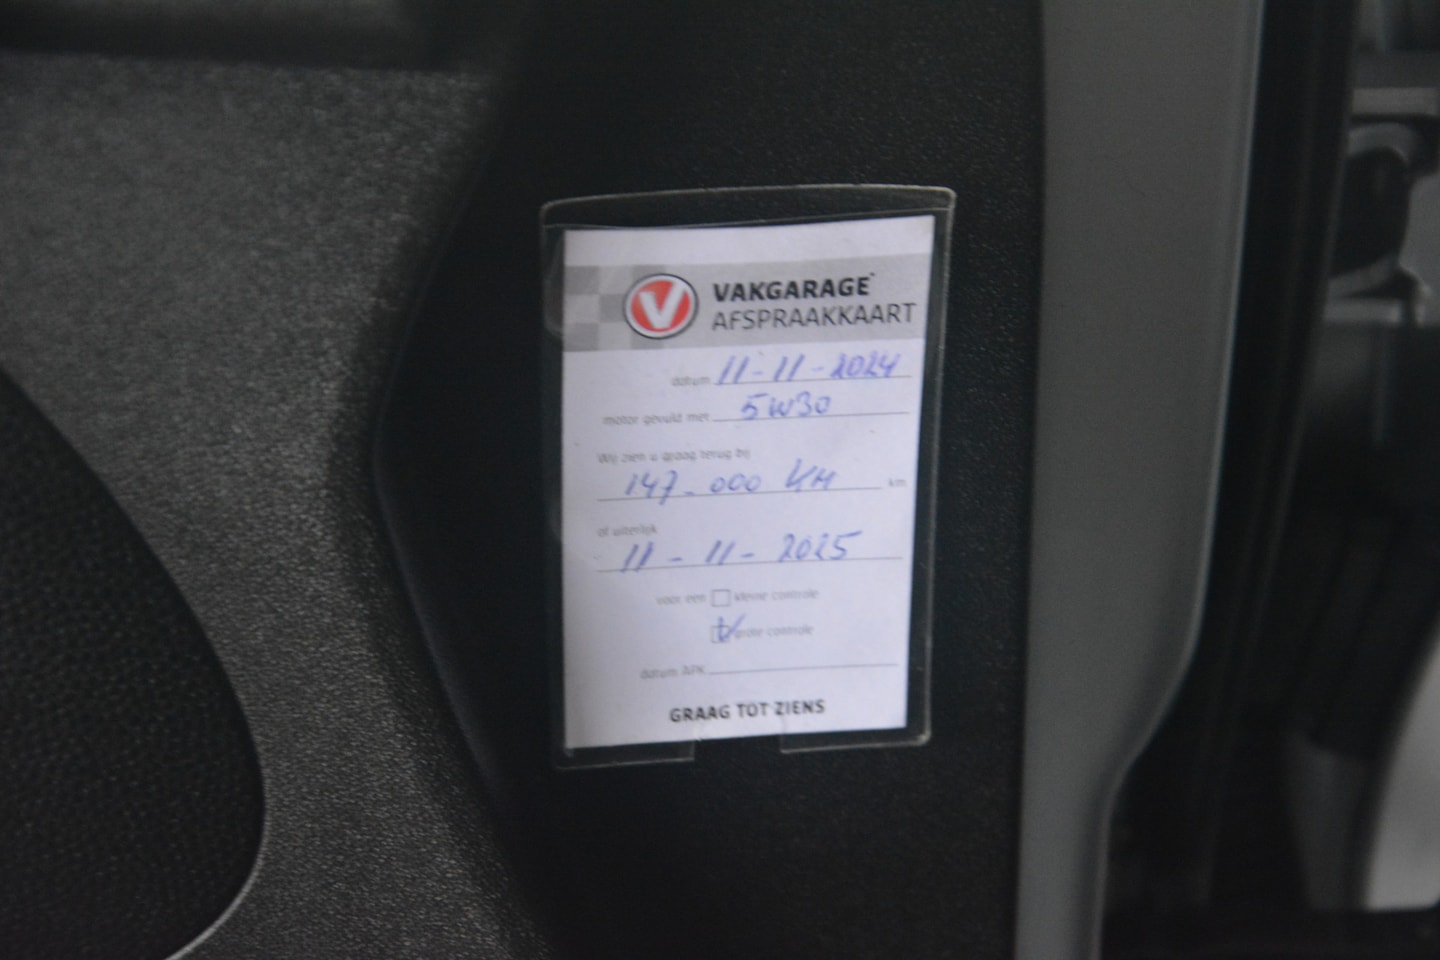 V
VAKGARAGE
AFSPRAAKKAART
datum 11-11-2024
motor gevuld met 5W30
Wij zien u graag terug bij
147.000 KM km
of uiterlijk
11-11-2025
voor een kleine controle
grote controle
datum APK
GRAAG TOT ZIENS